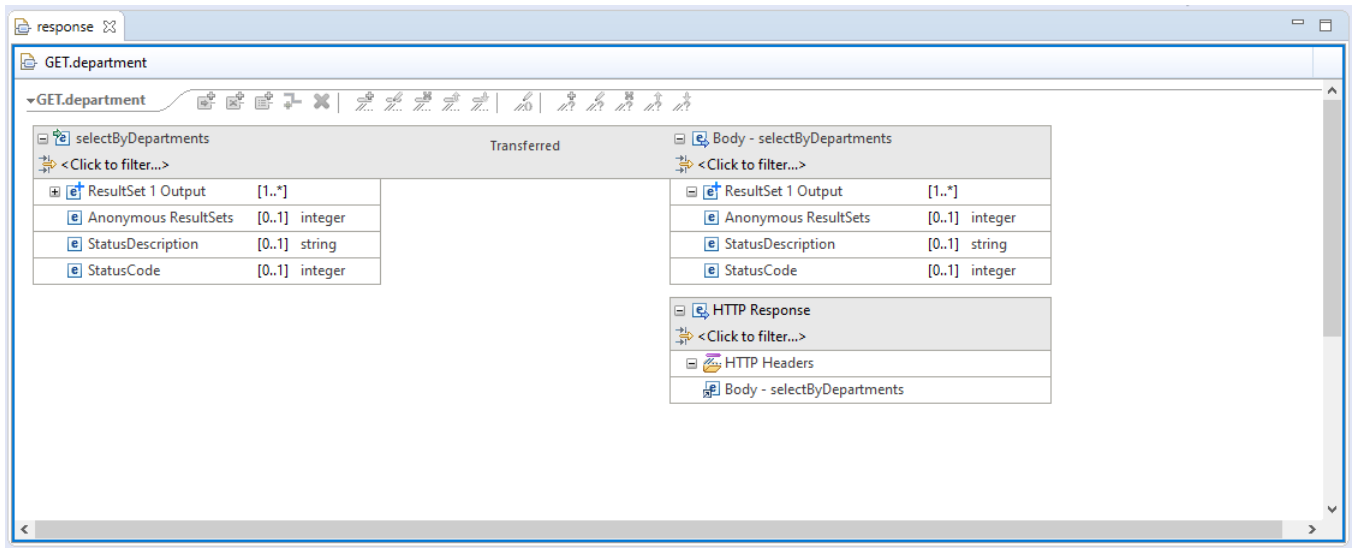 response
GET.department
GET.department
selectByDepartments
Transferred
Body - selectByDepartments
<Click to filter...>
<Click to filter...>
ResultSet 1 Output [1..*]
ResultSet 1 Output [1..*]
Anonymous ResultSets [0..1] integer
Anonymous ResultSets [0..1] integer
StatusDescription [0..1] string
StatusDescription [0..1] string
StatusCode [0..1] integer
StatusCode [0..1] integer
HTTP Response
<Click to filter...>
HTTP Headers
Body - selectByDepartments